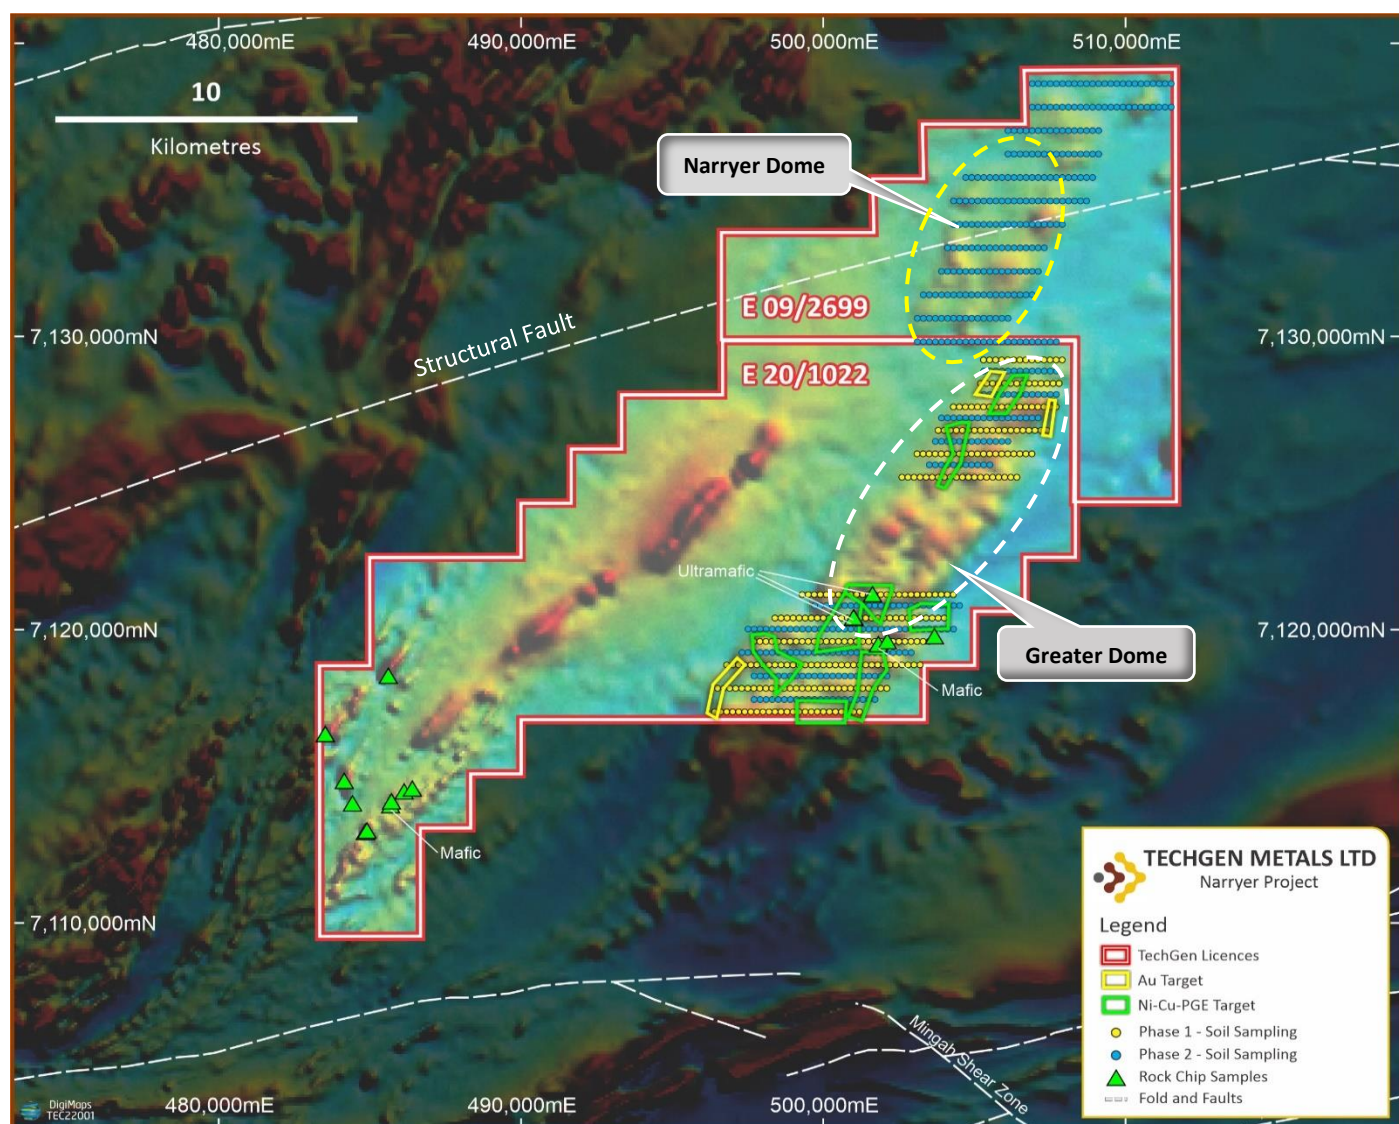 480,000mE
490,000mE
500,000mE
510,000mE
10
Kilometres
Narryer Dome
E 09/2699
7,130,000mN
Structural Fault
7,130,000mN
E 20/1022
Ultramafic
7,120,000mN
7,120,000mN
Greater Dome
Mafic
Mafic
7,110,000mN
TECHGEN METALS LTD
Narryer Project
Legend
TechGen Licences
Au Target
Ni-Cu-PGE Target
Phase 1 - Soil Sampling
Phase 2 - Soil Sampling
Rock Chip Samples
Fold and Faults
Mingah Shear Zone
DigiMaps
TEC22001
480,000mE
490,000mE
500,000mE